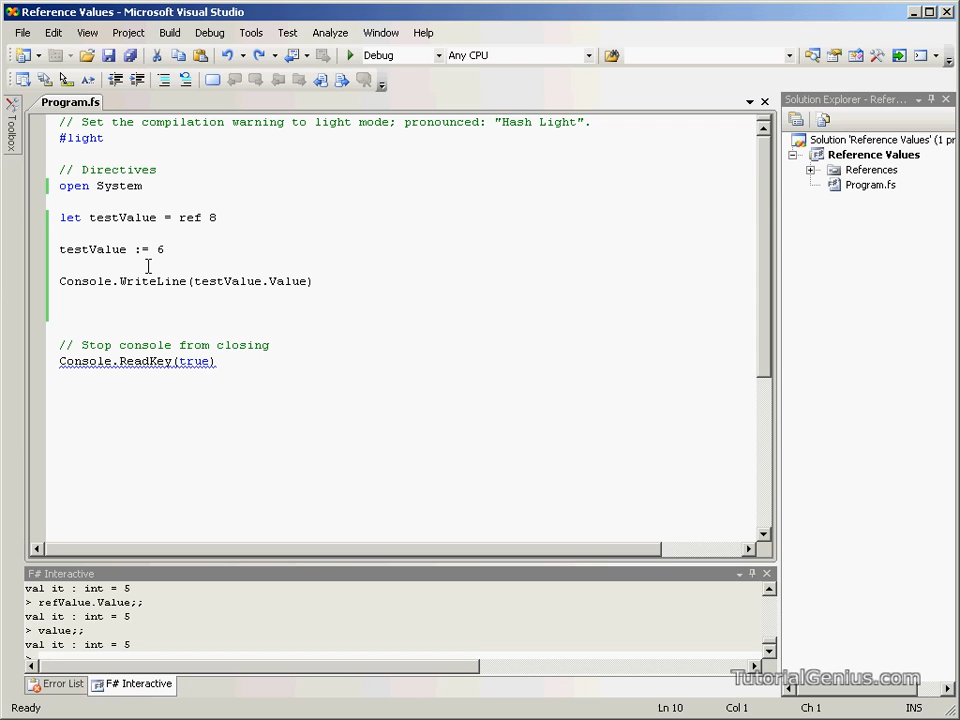 Reference Values - Microsoft Visual Studio
File Edit View Project Build Debug Tools Test Analyze Window Help
Debug Any CPU
Program.fs
Solution Explorer - Refer...
Toolbox
// Set the compilation warning to light mode; pronounced: "Hash Light".
#light
// Directives
open System
let testValue = ref 8
testValue := 6
Console.WriteLine(testValue.Value)
// Stop console from closing
Console.ReadKey(true)
Solution 'Reference Values' (1 pr
Reference Values
References
Program.fs
F# Interactive
val it : int = 5
> refValue.Value;;
val it : int = 5
> value;;
val it : int = 5
>
Error List F# Interactive
TutorialGenius.com
Ready Ln 10 Col 1 Ch 1 INS